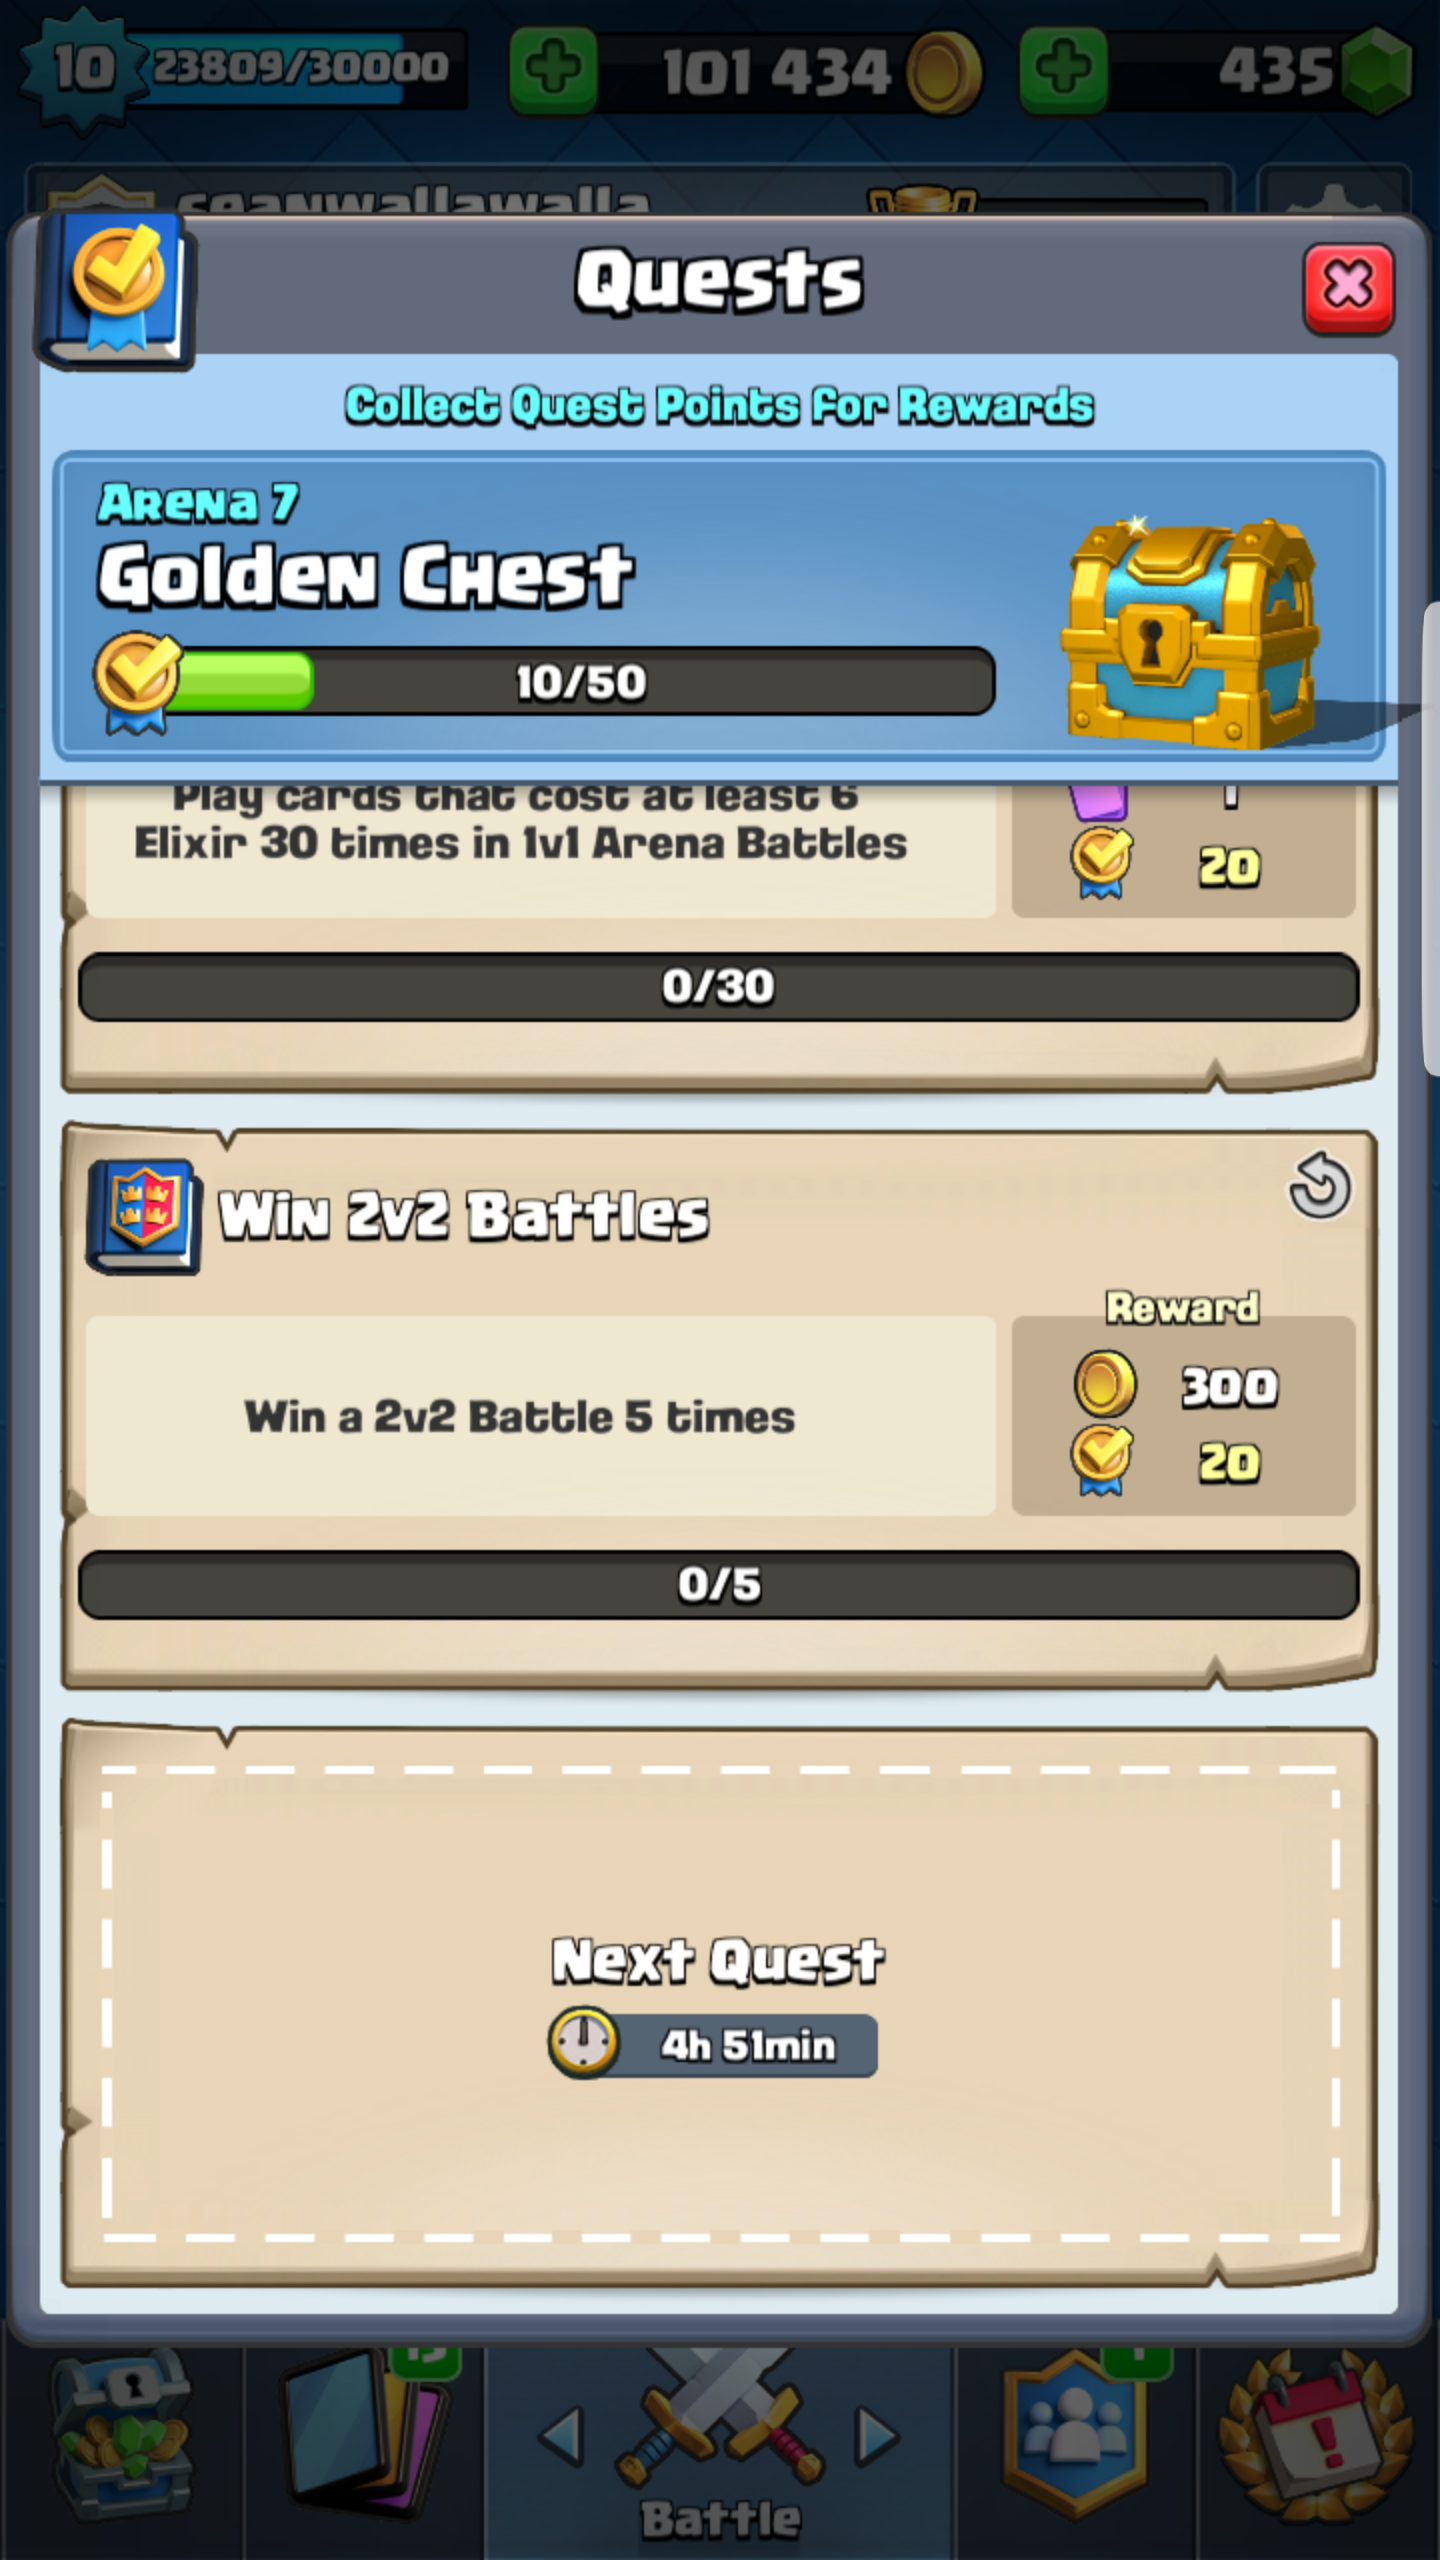 10
23809/30000
101 434
435
seanwallawalla
Quests
Collect Quest Points for Rewards
Arena 7
Golden Chest
10/50
Play cards that cost at least 6
Elixir 30 times in 1v1 Arena Battles
20
0/30
Win 2v2 Battles
Reward
Win a 2v2 Battle 5 times
300
20
0/5
Next Quest
4h 51min
Battle